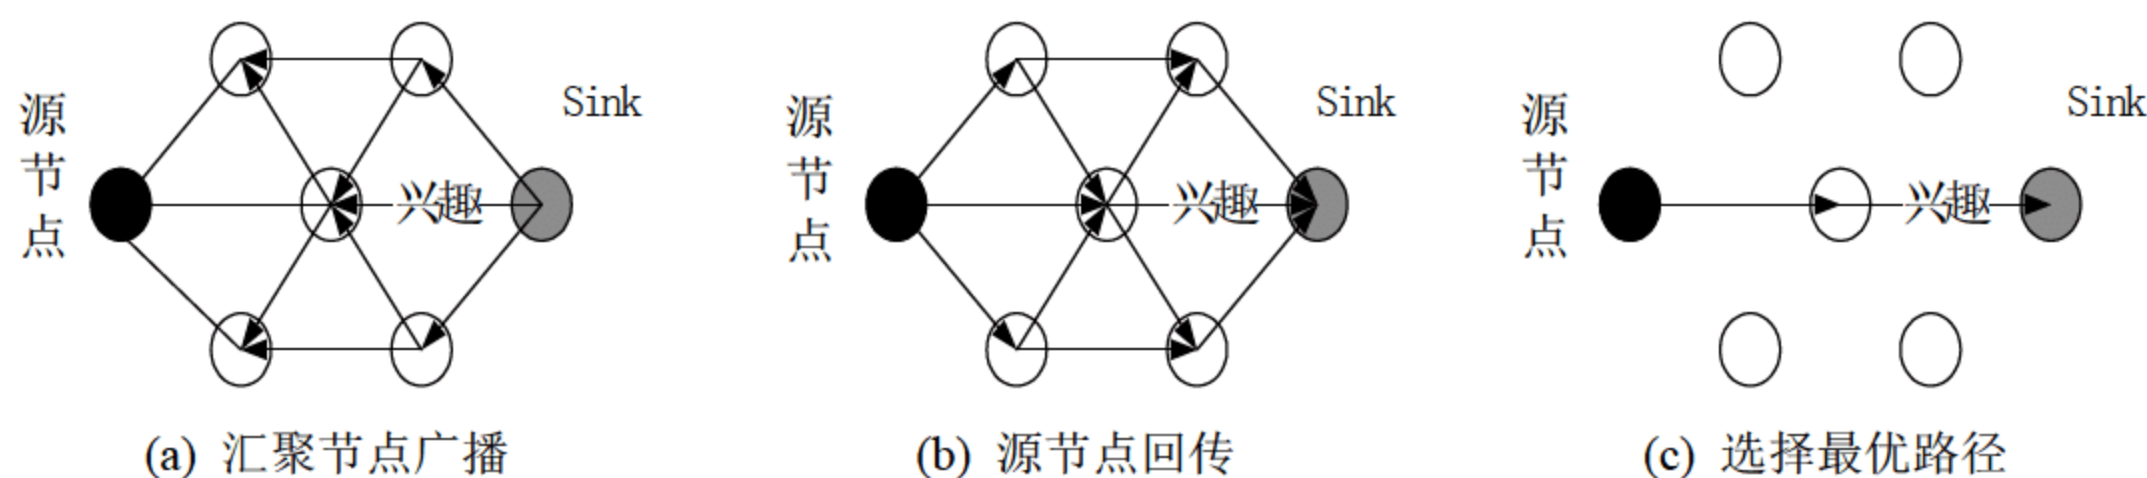 源节点
兴趣
Sink
(a) 汇聚节点广播
源节点
兴趣
Sink
(b) 源节点回传
源节点
兴趣
Sink
(c) 选择最优路径